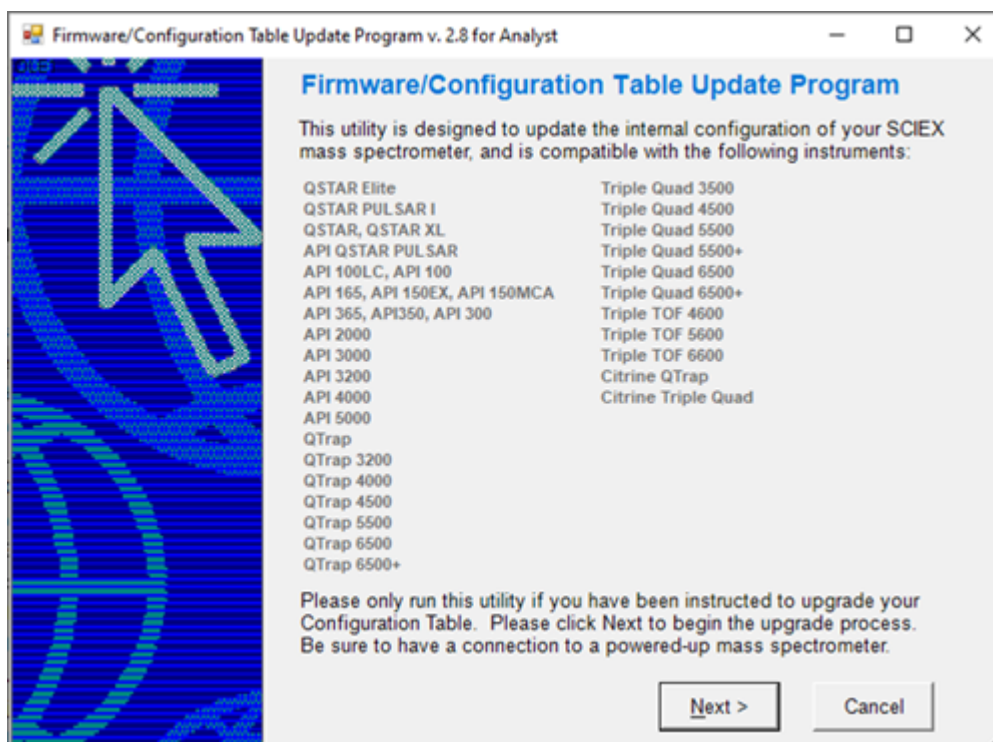 Firmware/Configuration Table Update Program v. 2.8 for Analyst
Firmware/Configuration Table Update Program
This utility is designed to update the internal configuration of your SCIEX
mass spectrometer, and is compatible with the following instruments:
QSTAR Elite
QSTAR PULSAR I
QSTAR, QSTAR XL
API QSTAR PULSAR
API 100LC, API 100
API 165, API 150EX, API 150MCA
API 365, API350, API 300
API 2000
API 3000
API 3200
API 4000
API 5000
QTrap
QTrap 3200
QTrap 4000
QTrap 4500
QTrap 5500
QTrap 6500
QTrap 6500+
Triple Quad 3500
Triple Quad 4500
Triple Quad 5500
Triple Quad 5500+
Triple Quad 6500
Triple Quad 6500+
Triple TOF 4600
Triple TOF 5600
Triple TOF 6600
Citrine QTrap
Citrine Triple Quad
Please only run this utility if you have been instructed to upgrade your
Configuration Table.  Please click Next to begin the upgrade process.
Be sure to have a connection to a powered-up mass spectrometer.
Next >
Cancel